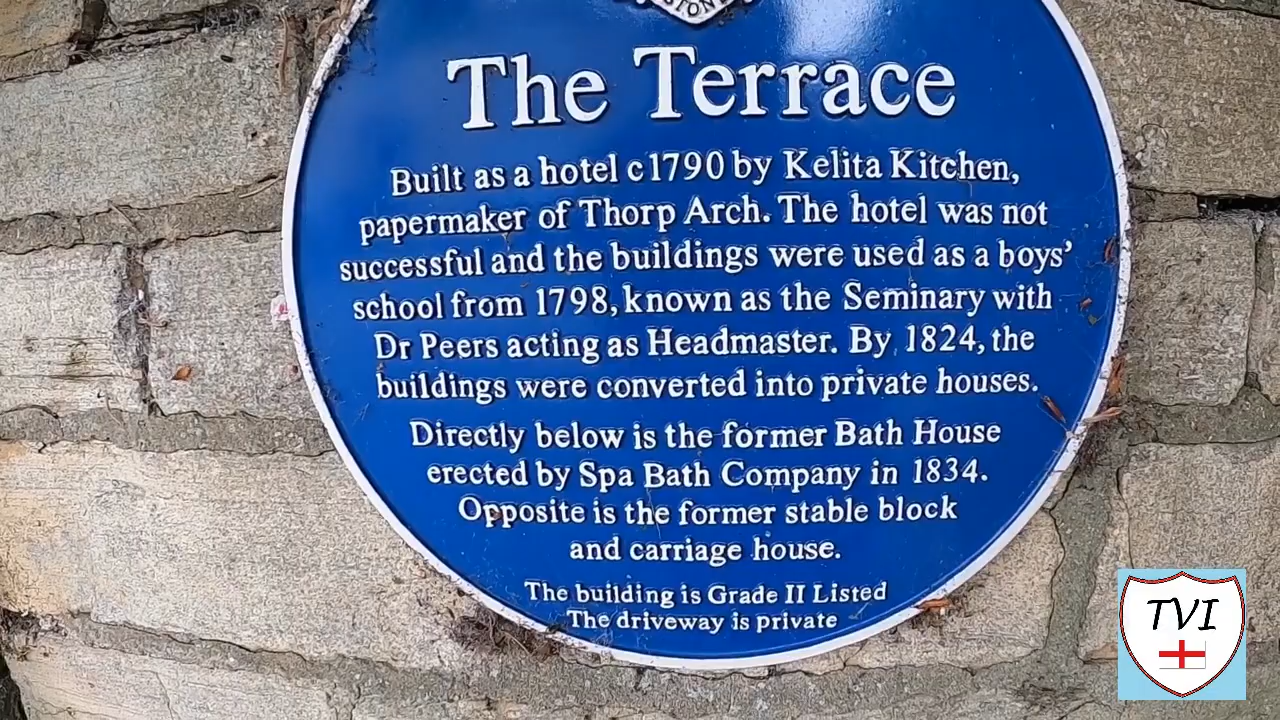 The Terrace
Built as a hotel c1790 by Kelita Kitchen,
papermaker of Thorp Arch. The hotel was not
successful and the buildings were used as a boys'
school from 1798, known as the Seminary with
Dr Peers acting as Headmaster. By 1824, the
buildings were converted into private houses.
Directly below is the former Bath House
erected by Spa Bath Company in 1834.
Opposite is the former stable block
and carriage house.
The building is Grade II Listed
The driveway is private
TVI